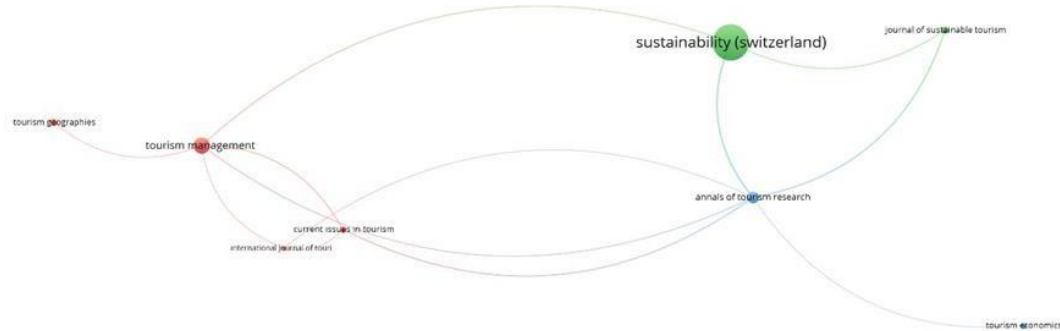 sustainability (switzerland)
journal of sustainable tourism
tourism geographies
tourism management
annals of tourism research
current issues in tourism
international journal of touri
tourism economics